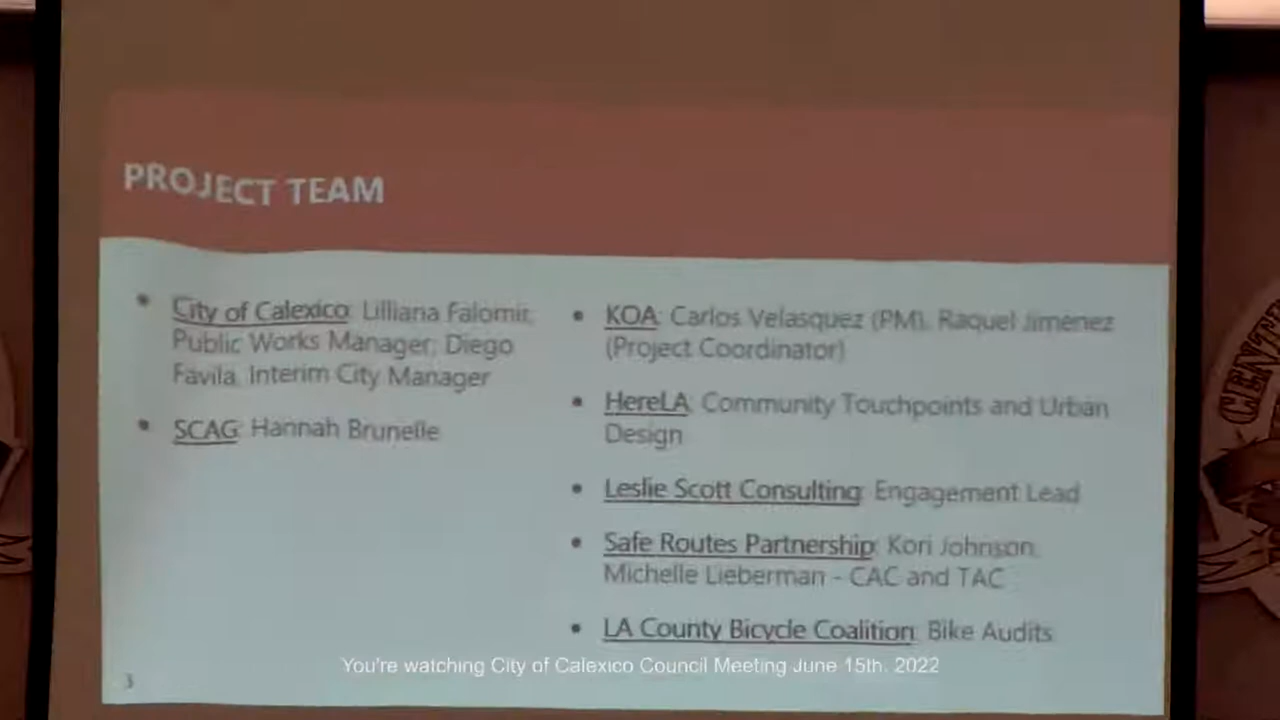 PROJECT TEAM
• City of Calexico: Lilliana Falomir,
Public Works Manager; Diego
Favila, Interim City Manager
• SCAG: Hannah Brunelle
• KOA: Carlos Velasquez (PM), Raquel Jimenez
(Project Coordinator)
• HereLA: Community Touchpoints and Urban
Design
• Leslie Scott Consulting: Engagement Lead
• Safe Routes Partnership: Kori Johnson,
Michelle Lieberman - CAC and TAC
• LA County Bicycle Coalition: Bike Audits
3
You're watching City of Calexico Council Meeting June 15th, 2022